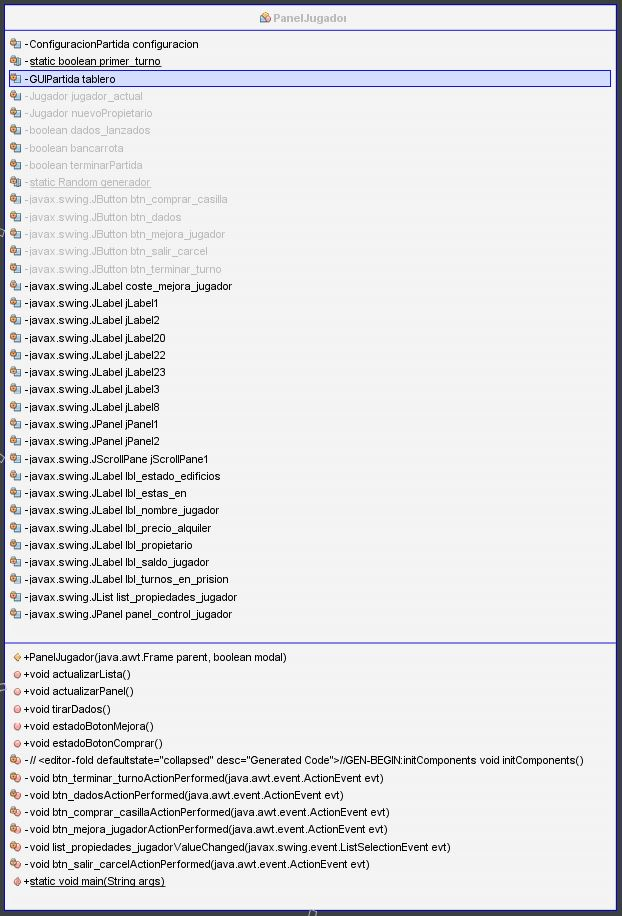 PanelJugador
-ConfiguracionPartida configuracion
-static boolean primer_turno
-GUIPartida tablero
-Jugador jugador_actual
-Jugador nuevoPropietario
-boolean dados_lanzados
-boolean bancarrota
-boolean terminarPartida
-static Random generador
-javax.swing.JButton btn_comprar_casilla
-javax.swing.JButton btn_dados
-javax.swing.JButton btn_mejora_jugador
-javax.swing.JButton btn_salir_carcel
-javax.swing.JButton btn_terminar_turno
-javax.swing.JLabel coste_mejora_jugador
-javax.swing.JLabel jLabel1
-javax.swing.JLabel jLabel2
-javax.swing.JLabel jLabel20
-javax.swing.JLabel jLabel22
-javax.swing.JLabel jLabel23
-javax.swing.JLabel jLabel3
-javax.swing.JLabel jLabel8
-javax.swing.JPanel jPanel1
-javax.swing.JPanel jPanel2
-javax.swing.JScrollPane jScrollPane1
-javax.swing.JLabel lbl_estado_edificios
-javax.swing.JLabel lbl_estas_en
-javax.swing.JLabel lbl_nombre_jugador
-javax.swing.JLabel lbl_precio_alquiler
-javax.swing.JLabel lbl_propietario
-javax.swing.JLabel lbl_saldo_jugador
-javax.swing.JLabel lbl_turnos_en_prision
-javax.swing.JList list_propiedades_jugador
-javax.swing.JPanel panel_control_jugador
+PanelJugador(java.awt.Frame parent, boolean modal)
+void actualizarLista()
+void actualizarPanel()
+void tirarDados()
+void estadoBotonMejora()
+void estadoBotonComprar()
-// <editor-fold defaultstate="collapsed" desc="Generated Code">//GEN-BEGIN:initComponents void initComponents()
-void btn_terminar_turnoActionPerformed(java.awt.event.ActionEvent evt)
-void btn_dadosActionPerformed(java.awt.event.ActionEvent evt)
-void btn_comprar_casillaActionPerformed(java.awt.event.ActionEvent evt)
-void btn_mejora_jugadorActionPerformed(java.awt.event.ActionEvent evt)
-void list_propiedades_jugadorValueChanged(javax.swing.event.ListSelectionEvent evt)
-void btn_salir_carcelActionPerformed(java.awt.event.ActionEvent evt)
+static void main(String args)